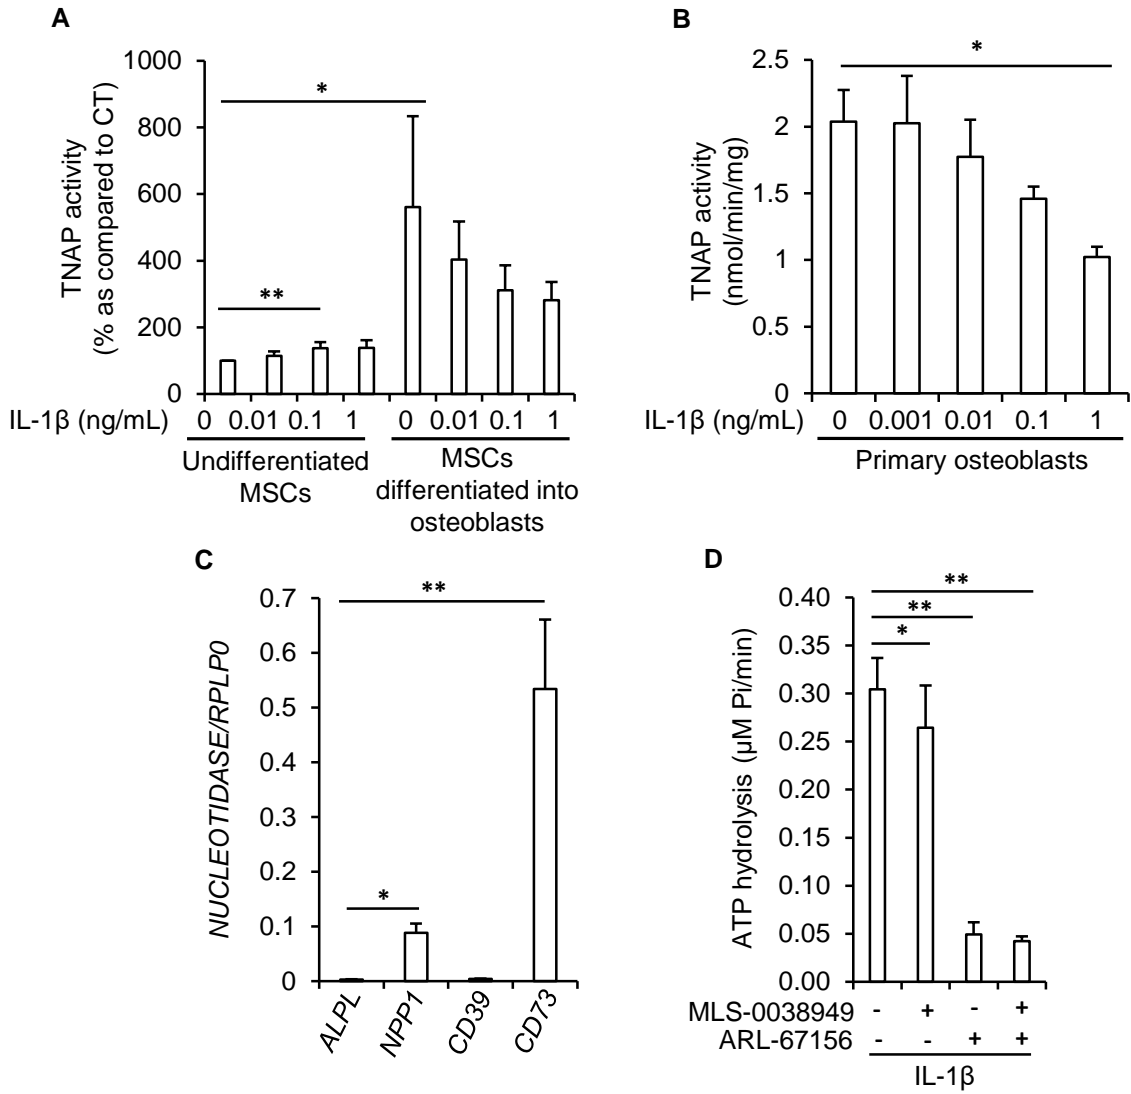 A
TNAP activity
(% as compared to CT)
1000
800
600
400
200
0
*
**
IL-1β (ng/mL) 0 0.01 0.1 1 0 0.01 0.1 1
Undifferentiated
MSCs
MSCs
differentiated into
osteoblasts
B
TNAP activity
(nmol/min/mg)
2.5
2
1.5
1
0.5
0
*
IL-1β (ng/mL) 0 0.001 0.01 0.1 1
Primary osteoblasts
C
NUCLEOTIDASE/RPLP0
0.7
0.6
0.5
0.4
0.3
0.2
0.1
0
**
*
ALPL
NPP1
CD39
CD73
D
ATP hydrolysis (µM Pi/min)
0.40
0.35
0.30
0.25
0.20
0.15
0.10
0.05
0.00
**
**
*
MLS-0038949 - + - +
ARL-67156 - - + +
IL-1β